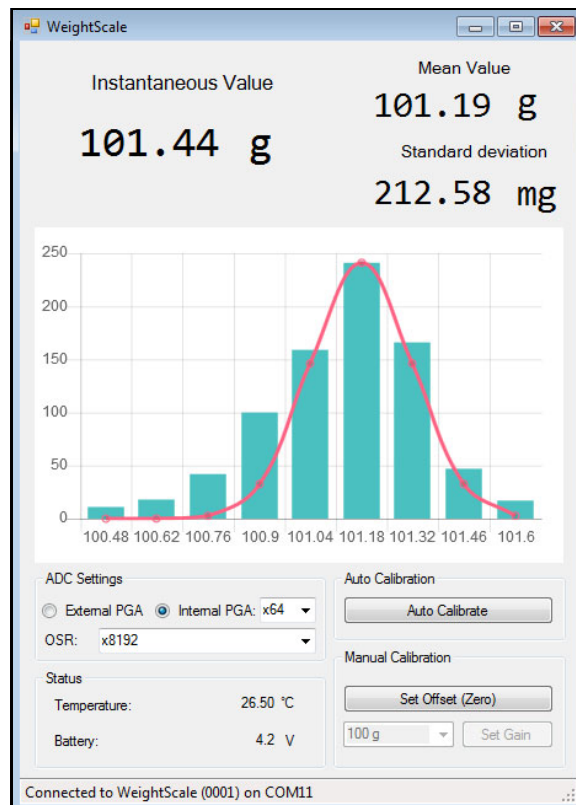 WeightScale
Instantaneous Value
101.44 g
Mean Value
101.19 g
Standard deviation
212.58 mg
250
200
150
100
50
0
100.48 100.62 100.76 100.9 101.04 101.18 101.32 101.46 101.6
ADC Settings
External PGA Internal PGA: x64
OSR: x8192
Auto Calibration
Auto Calibrate
Status
Temperature: 26.50 °C
Battery: 4.2 V
Manual Calibration
Set Offset (Zero)
100 g Set Gain
Connected to WeightScale (0001) on COM11